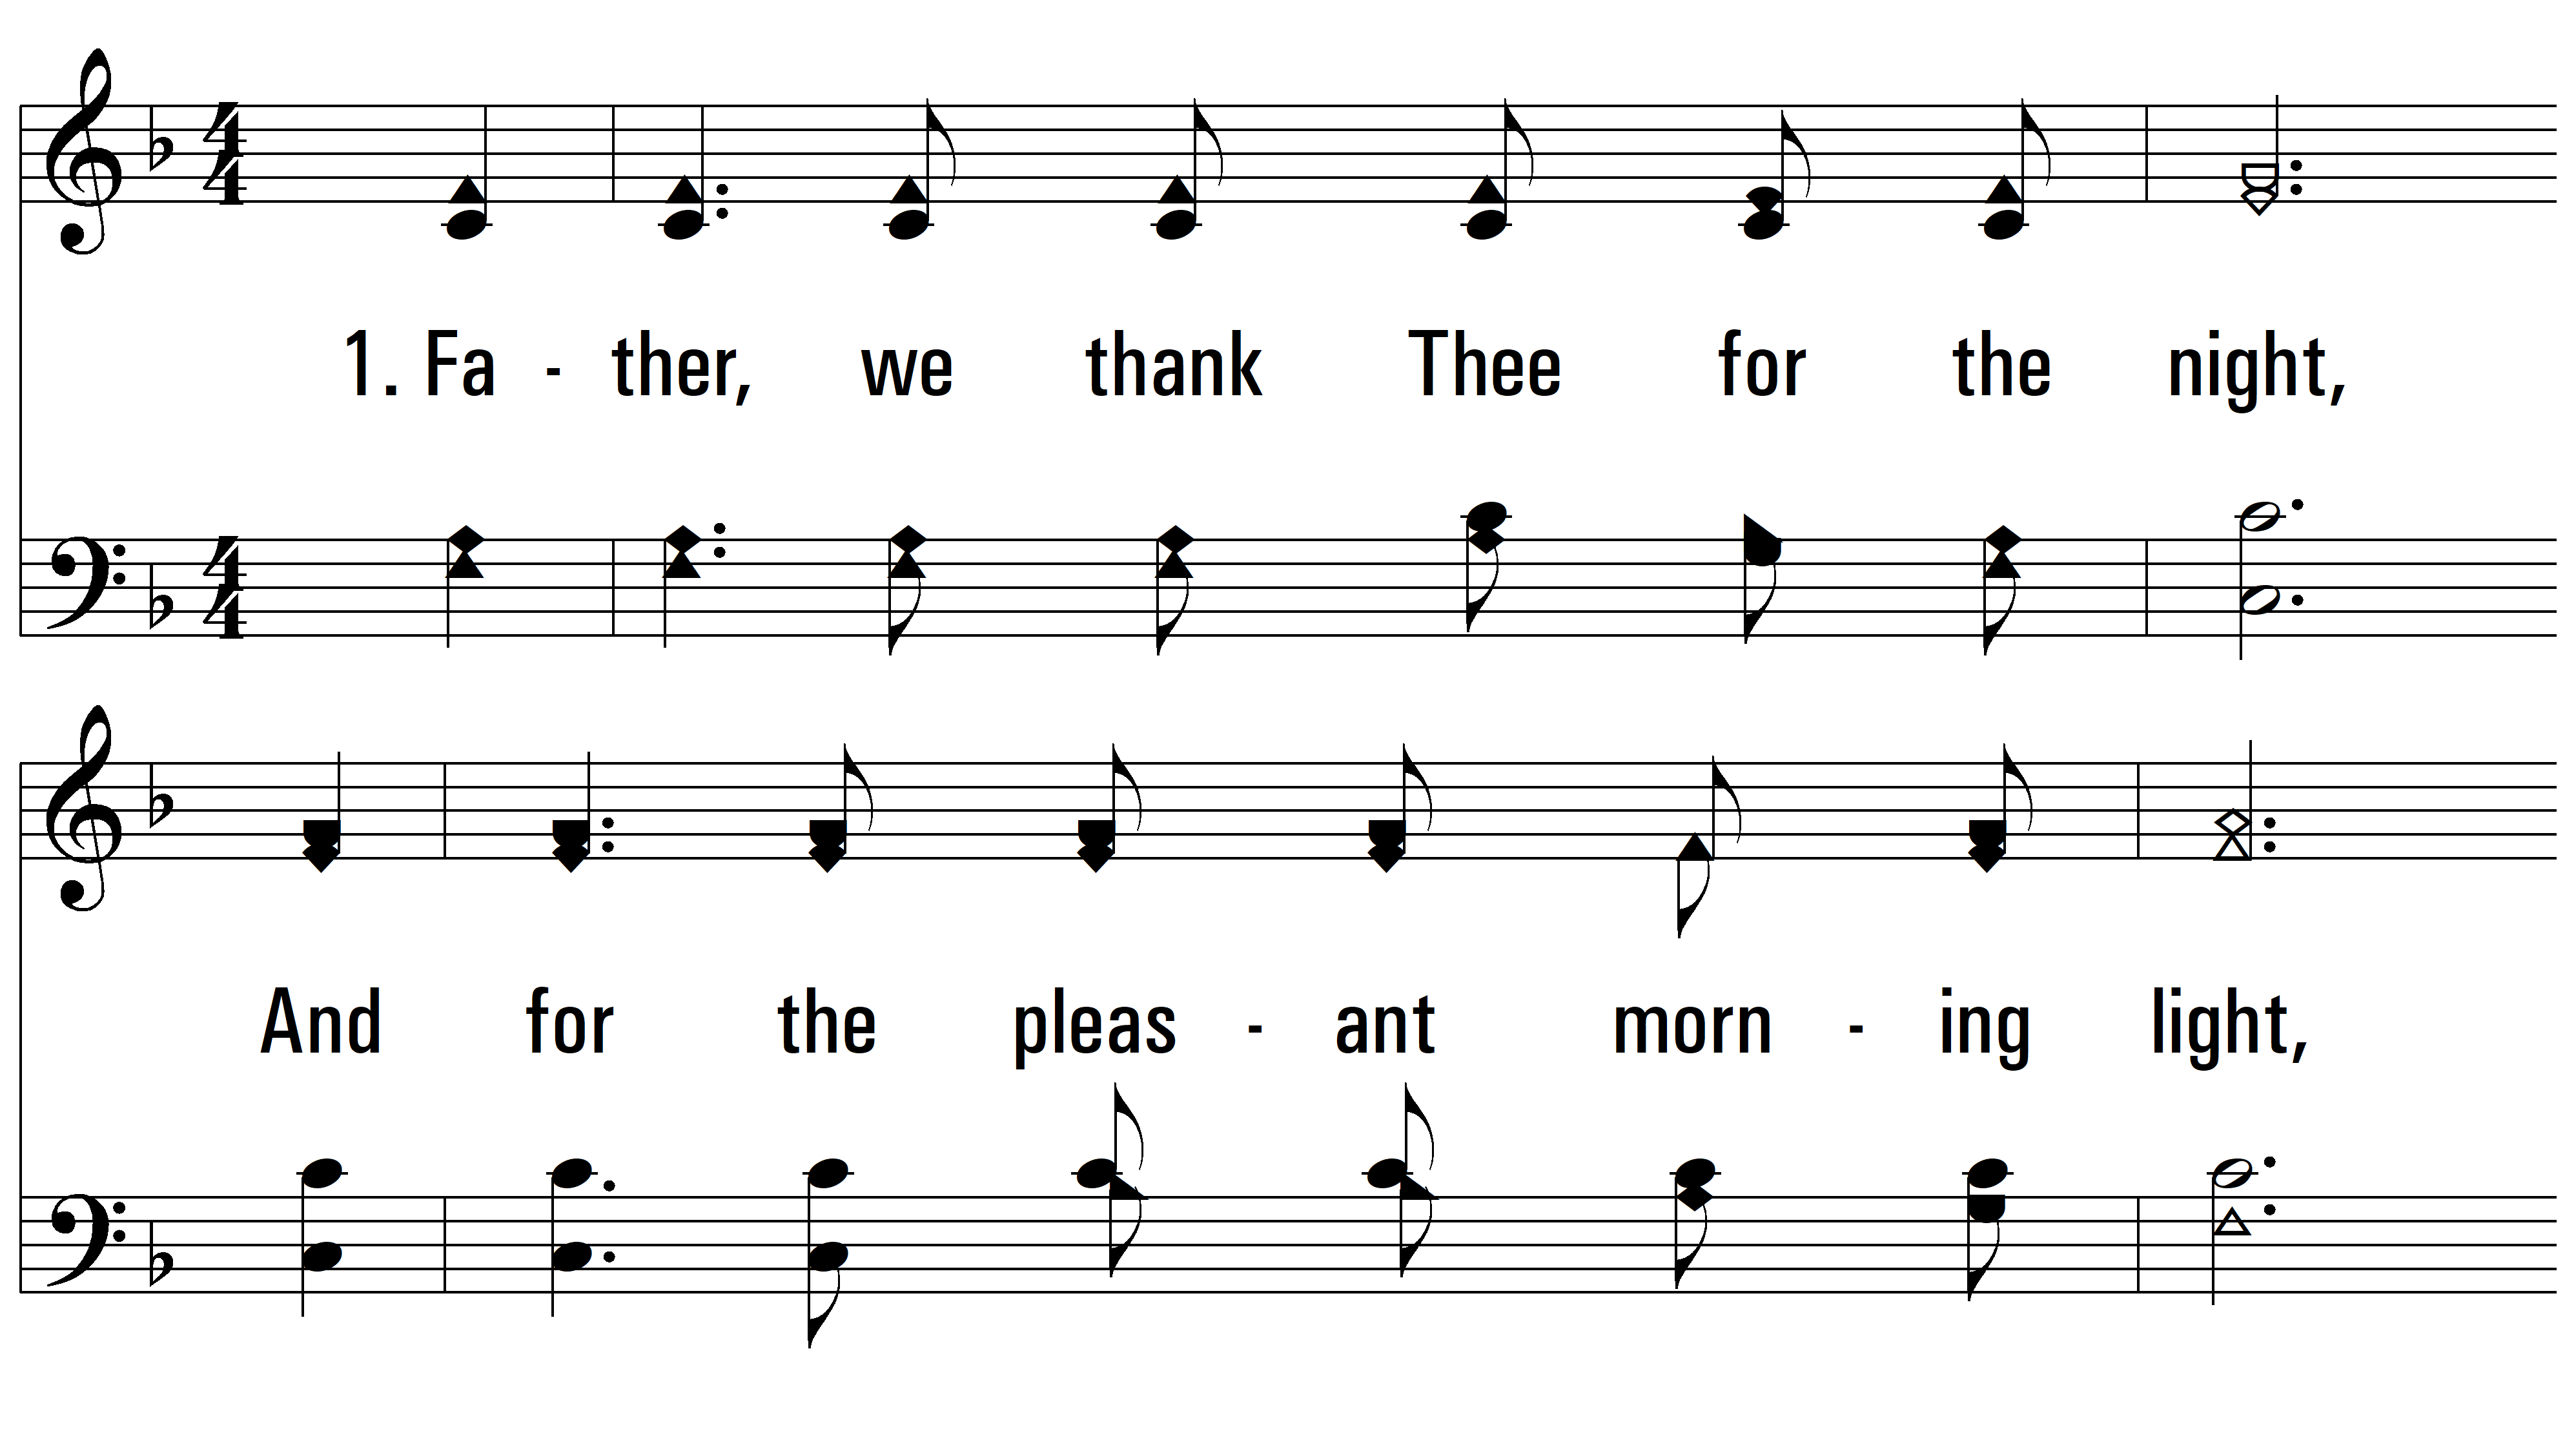 1. Fa - ther, we thank Thee for the night,
And for the pleas - ant morn - ing light,